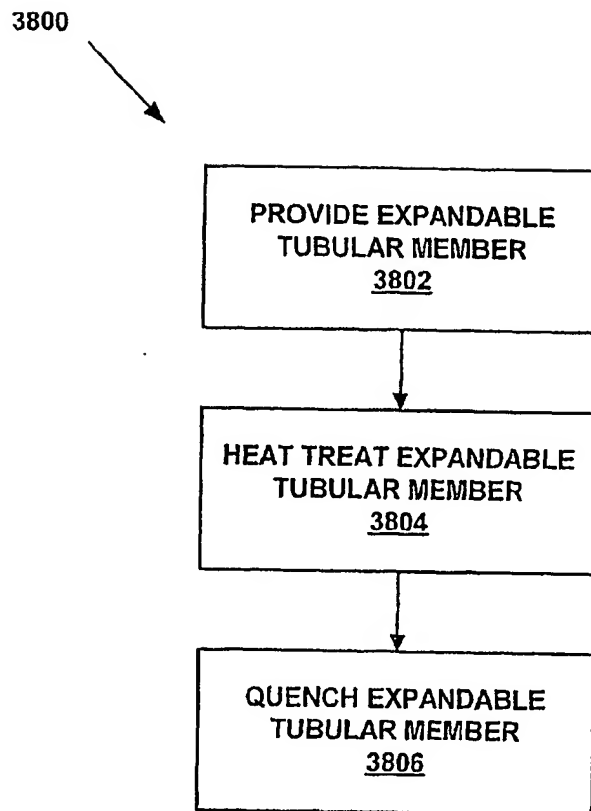 3800
PROVIDE EXPANDABLE
TUBULAR MEMBER
3802
HEAT TREAT EXPANDABLE
TUBULAR MEMBER
3804
QUENCH EXPANDABLE
TUBULAR MEMBER
3806